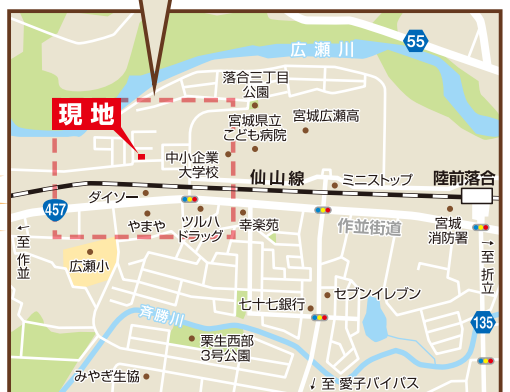 広瀬川
55
落合三丁目
公園
現地
宮城県立
こども病院
宮城広瀬高
中小企業
大学校
仙山線
ミニストップ
陸前落合
ダイソー
457
やまや
ツルハ
ドラッグ
幸楽苑
作並街道
宮城
消防署
←至作並
広瀬小
→至折立
七十七銀行
セブンイレブン
斉勝川
135
栗生西部
3号公園
みやぎ生協
↓至 愛子バイパス